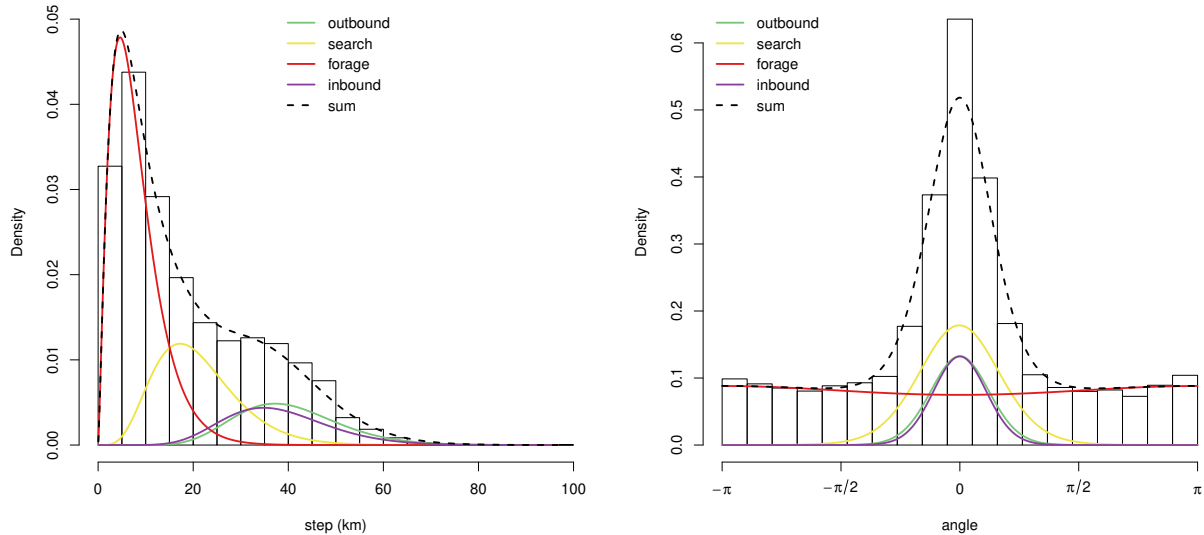 outbound
search
forage
inbound
sum
Density
0.00
0.01
0.02
0.03
0.04
0.05
0
20
40
60
80
100
step (km)
outbound
search
forage
inbound
sum
Density
0.0
0.1
0.2
0.3
0.4
0.5
0.6
−π
−π/2
0
π/2
π
angle